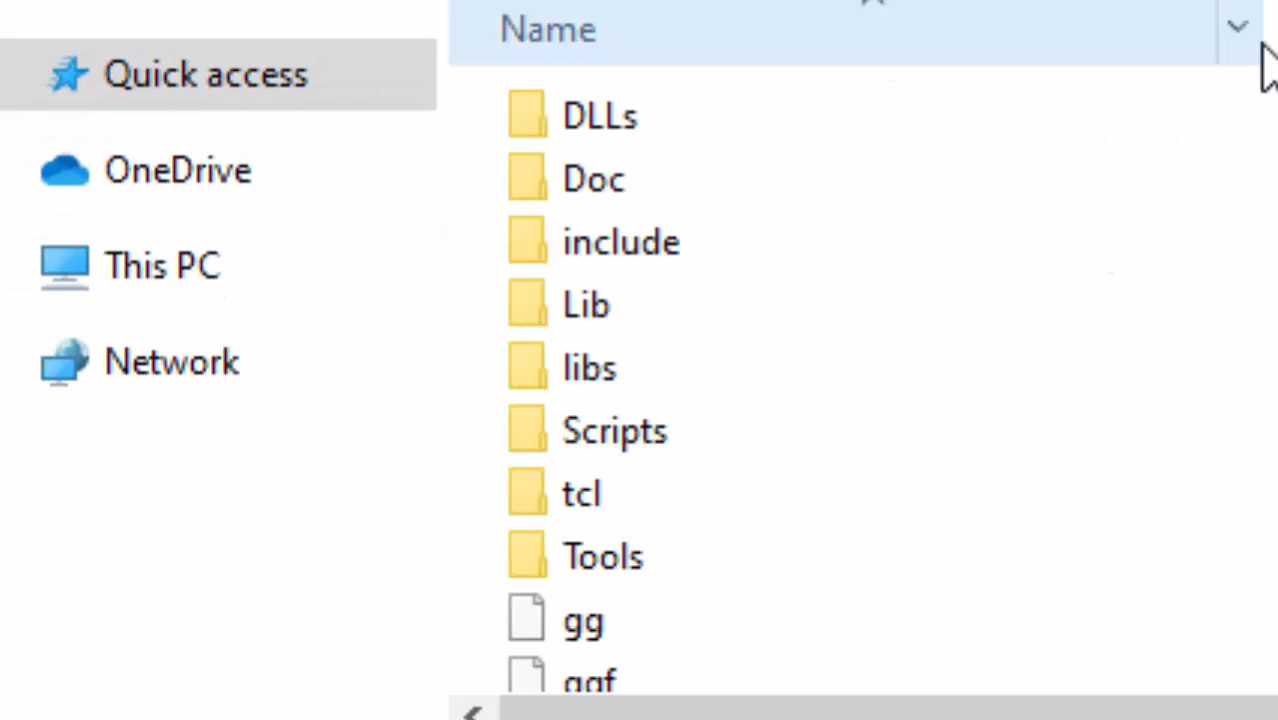 Name
Quick access
OneDrive
This PC
Network
DLLs
Doc
include
Lib
libs
Scripts
tcl
Tools
gg
ggf